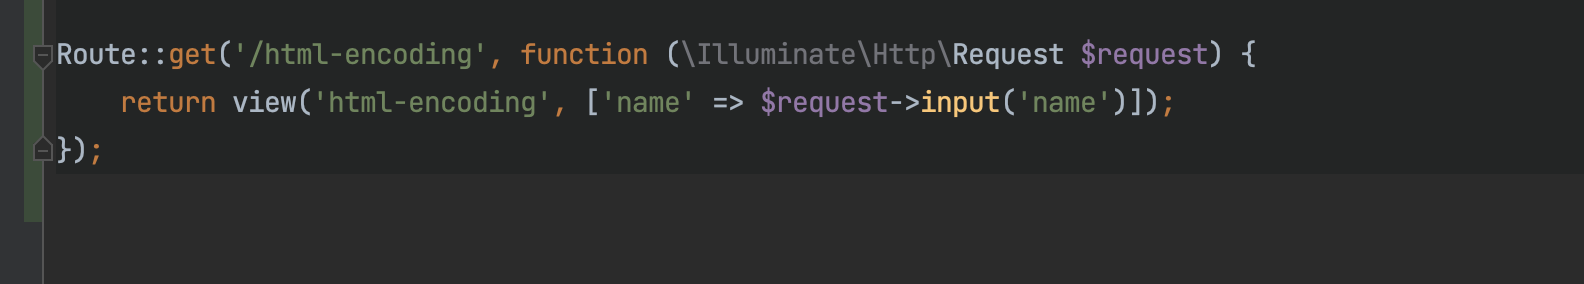 Route::get('/html-encoding', function (\Illuminate\Http\Request $request) {
    return view('html-encoding', ['name' => $request->input('name')]);
});